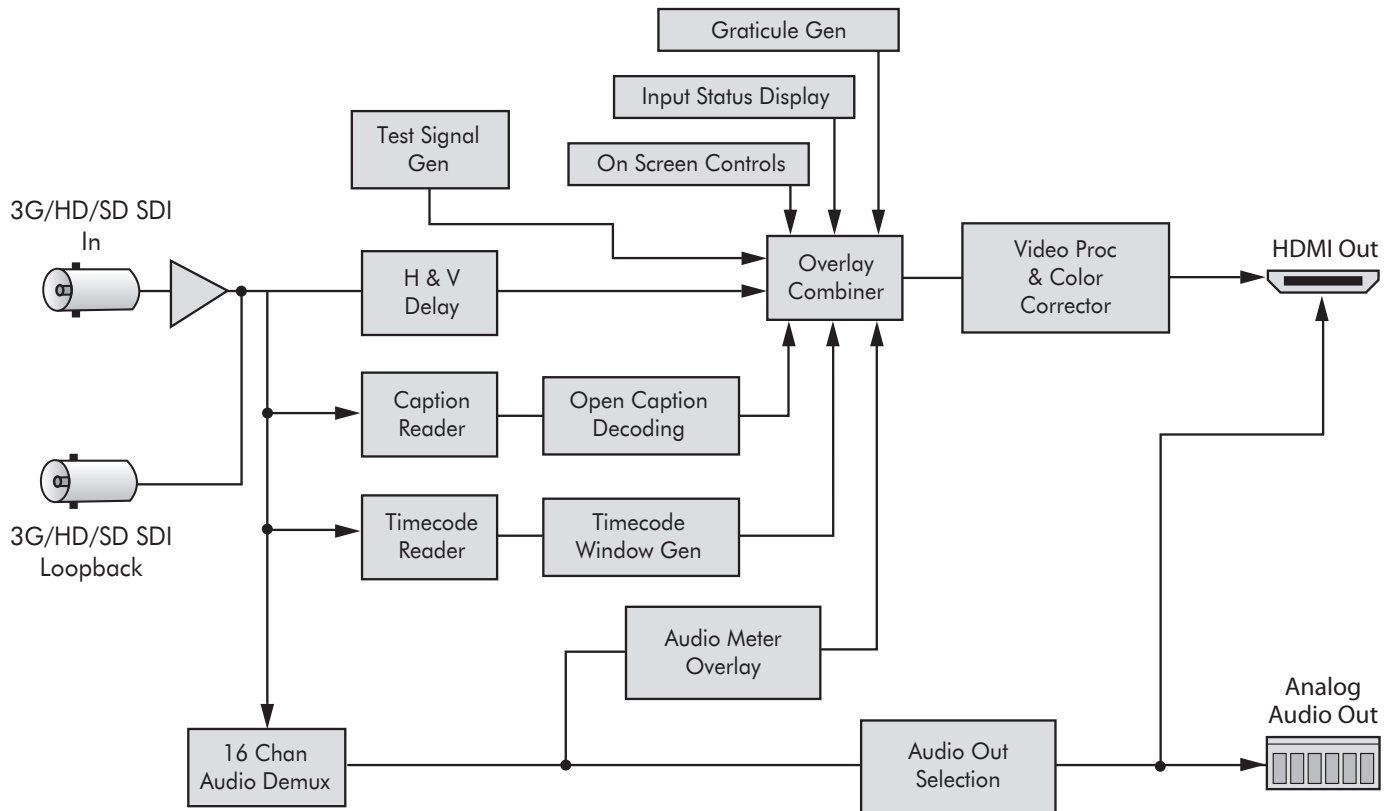 Graticule Gen
Input Status Display
Test Signal
Gen
On Screen Controls
3G/HD/SD SDI
In
H & V
Delay
Overlay
Combiner
Video Proc
& Color
Corrector
HDMI Out
Caption
Reader
Open Caption
Decoding
3G/HD/SD SDI
Loopback
Timecode
Reader
Timecode
Window Gen
Audio Meter
Overlay
16 Chan
Audio Demux
Audio Out
Selection
Analog
Audio Out